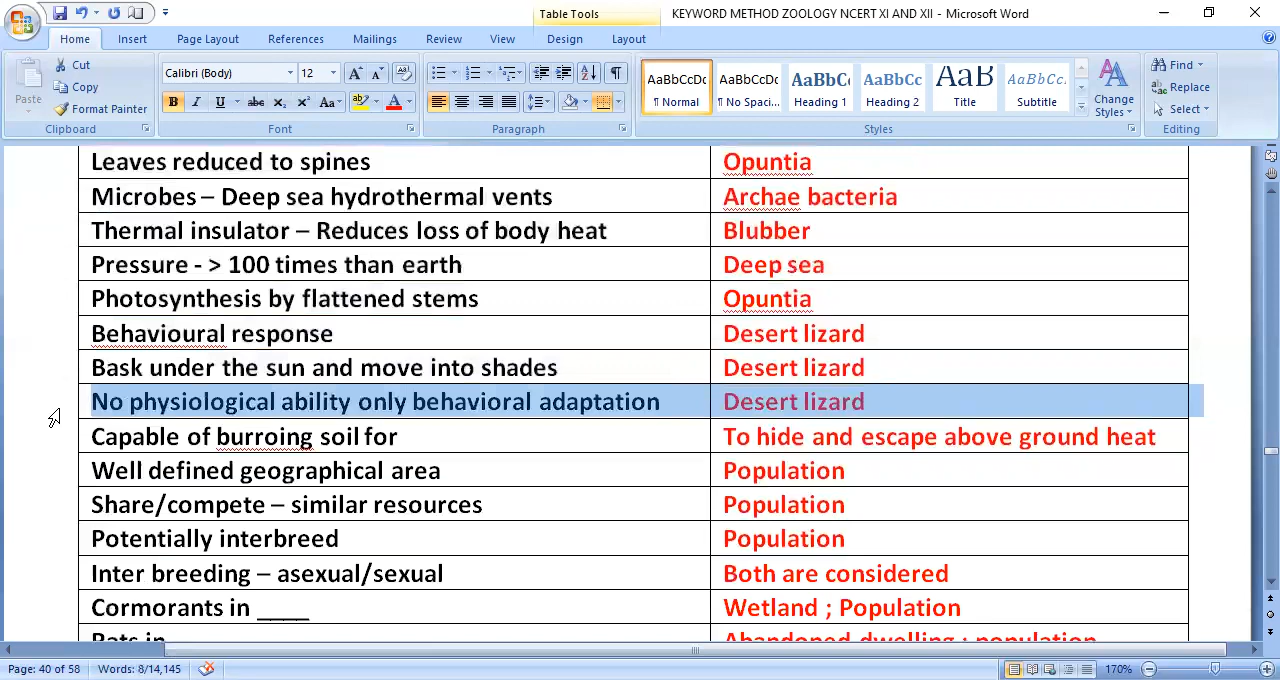 Table Tools
KEYWORD METHOD ZOOLOGY NCERT XI AND XII - Microsoft Word
Home Insert Page Layout References Mailings Review View Design Layout
Paste
Cut
Copy
Format Painter
Clipboard
Calibri (Body) 12
Font
Paragraph
AaBbCcDc AaBbCcDc AaBbC AaBbCc AaB AaBbCc.
¶ Normal ¶ No Spaci... Heading 1 Heading 2 Title Subtitle
Change Styles
Styles
Find
Replace
Select
Editing
Leaves reduced to spines Opuntia
Microbes – Deep sea hydrothermal vents Archae bacteria
Thermal insulator – Reduces loss of body heat Blubber
Pressure - > 100 times than earth Deep sea
Photosynthesis by flattened stems Opuntia
Behavioural response Desert lizard
Bask under the sun and move into shades Desert lizard
No physiological ability only behavioral adaptation Desert lizard
Capable of burroing soil for To hide and escape above ground heat
Well defined geographical area Population
Share/compete – similar resources Population
Potentially interbreed Population
Inter breeding – asexual/sexual Both are considered
Cormorants in ____ Wetland ; Population
Rats in Abandoned dwelling ; population
Page: 40 of 58 Words: 8/14,145 170%